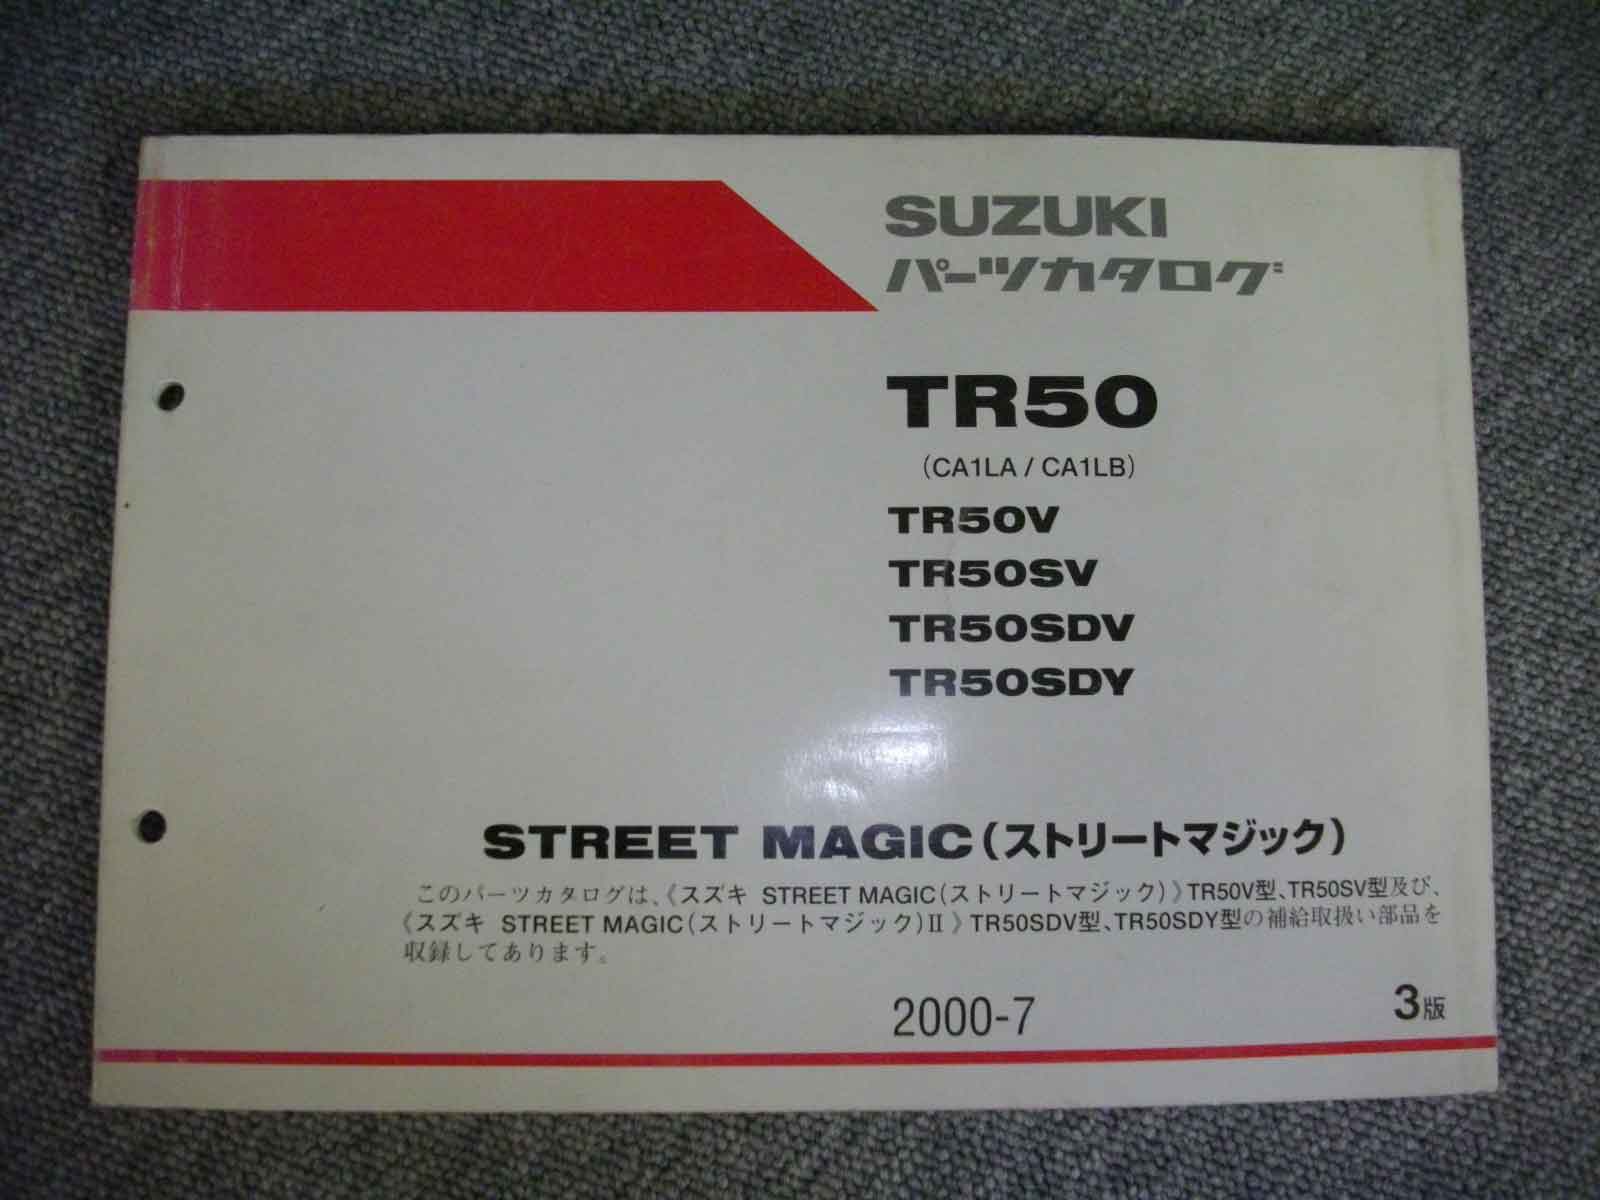 SUZUKI
パーツカタログ
TR50
(CA1LA / CA1LB)
TR50V
TR50SV
TR50SDV
TR50SDY
STREET MAGIC(ストリートマジック)
このパーツカタログは、《スズキ STREET MAGIC(ストリートマジック)》TR50V型、TR50SV型及び、
《スズキ STREET MAGIC(ストリートマジック)II》TR50SDV型、TR50SDY型の補給取扱い部品を
収録してあります。
2000-7
3版